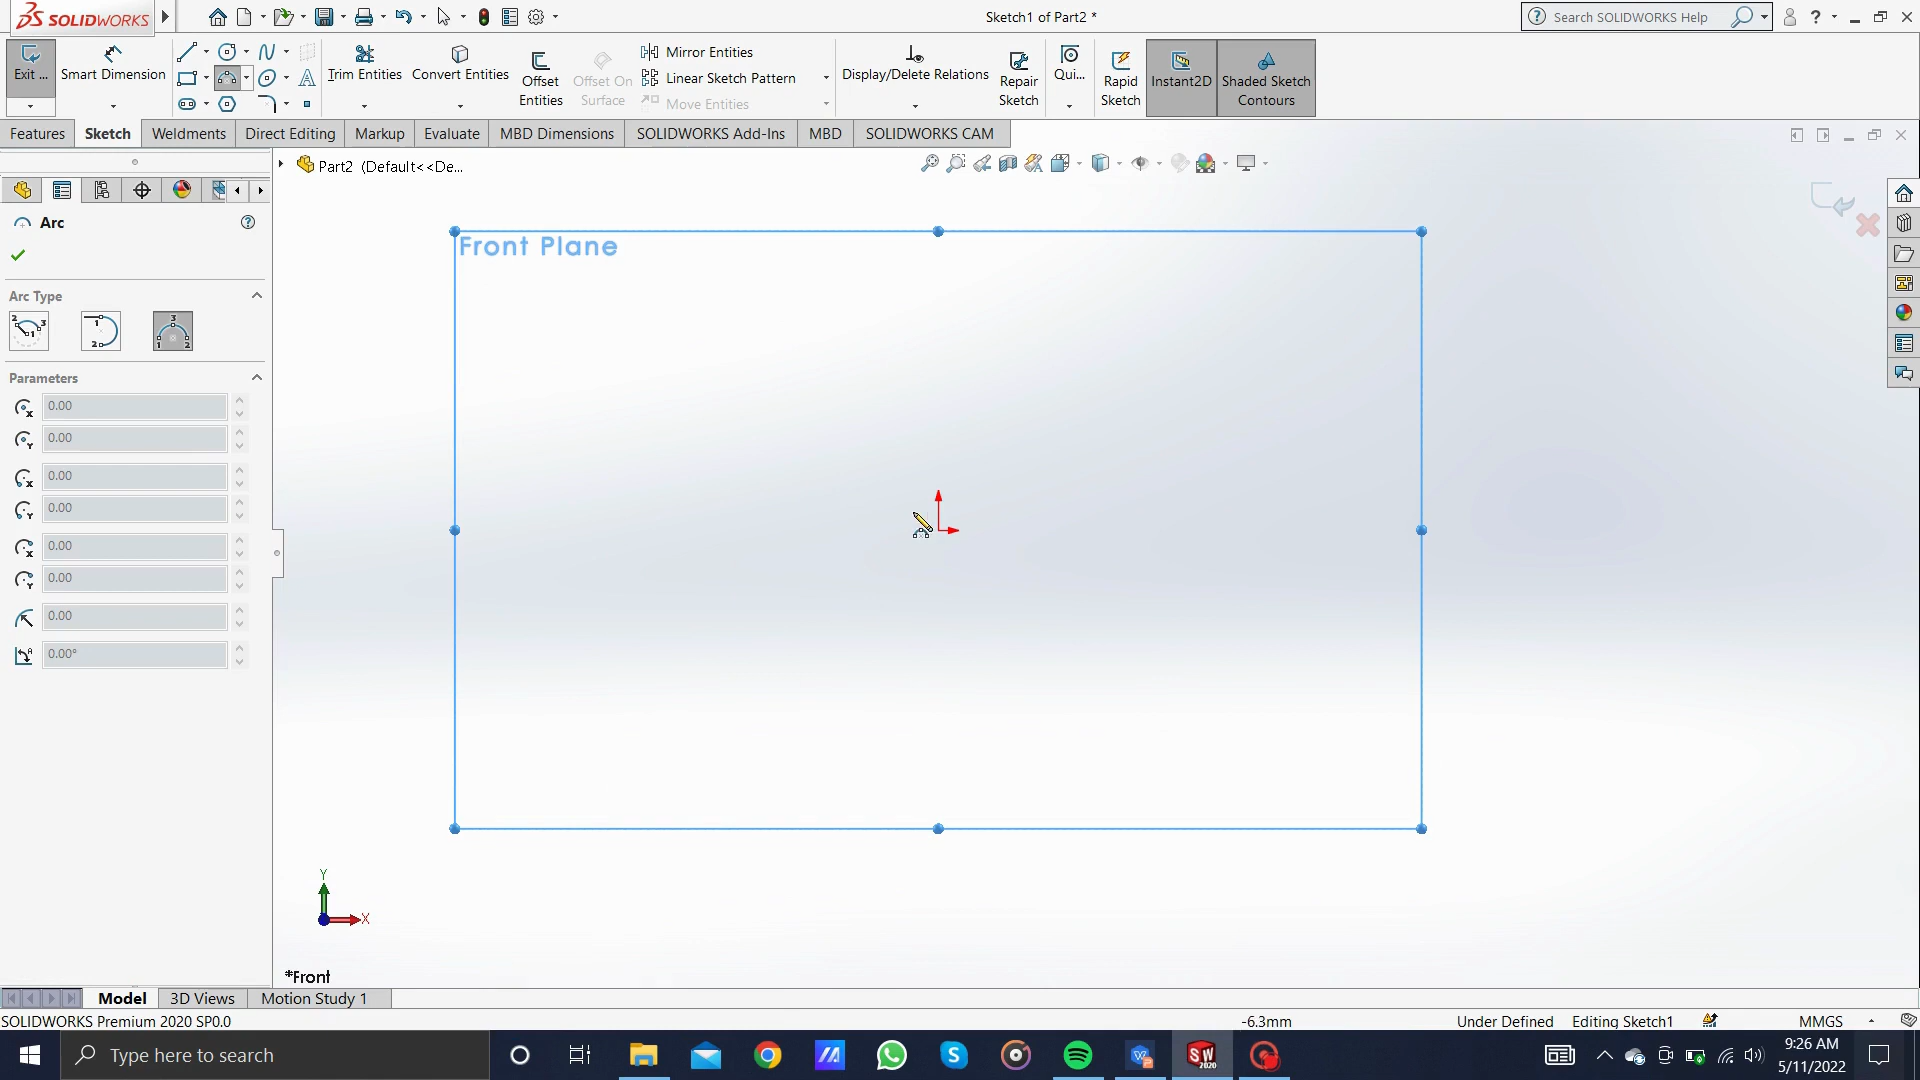 SOLIDWORKS
Sketch1 of Part2 *
Search SOLIDWORKS Help
Exit ...
Smart Dimension
Trim Entities
Convert Entities
Offset Entities
Offset On Surface
Mirror Entities
Linear Sketch Pattern
Move Entities
Display/Delete Relations
Repair Sketch
Qui...
Rapid Sketch
Instant2D
Shaded Sketch Contours
Features
Sketch
Weldments
Direct Editing
Markup
Evaluate
MBD Dimensions
SOLIDWORKS Add-Ins
MBD
SOLIDWORKS CAM
Part2 (Default<<De...
Arc
Arc Type
Parameters
0.00
0.00
0.00
0.00
0.00
0.00
0.00
0.00°
Front Plane
Y
X
*Front
Model
3D Views
Motion Study 1
SOLIDWORKS Premium 2020 SP0.0
-6.3mm
Under Defined
Editing Sketch1
MMGS
Type here to search
SW
2020
9:26 AM
5/11/2022